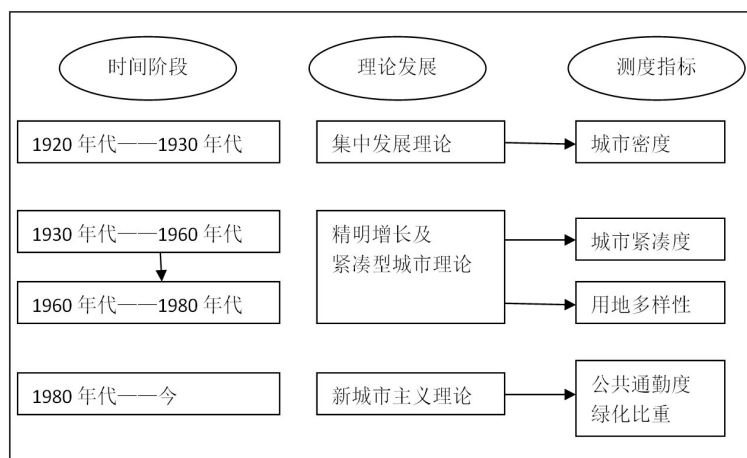 时间阶段
理论发展
测度指标
1920 年代——1930 年代
集中发展理论
城市密度
1930 年代——1960 年代
精明增长及
紧凑型城市理论
城市紧凑度
1960 年代——1980 年代
用地多样性
1980 年代——今
新城市主义理论
公共通勤度
绿化比重